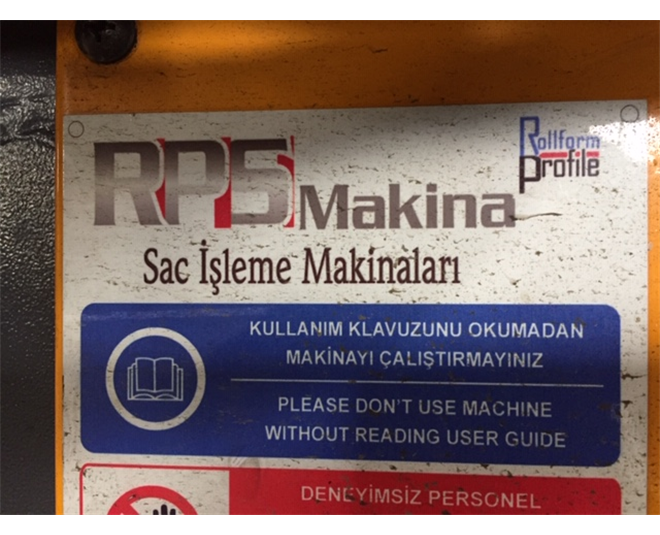 RPS Makina
Rollform
Profile
Sac İşleme Makinaları
KULLANIM KLAVUZUNU OKUMADAN
MAKİNAYI ÇALIŞTIRMAYINIZ
PLEASE DON'T USE MACHINE
WITHOUT READING USER GUIDE
DENEYİMSİZ PERSONEL